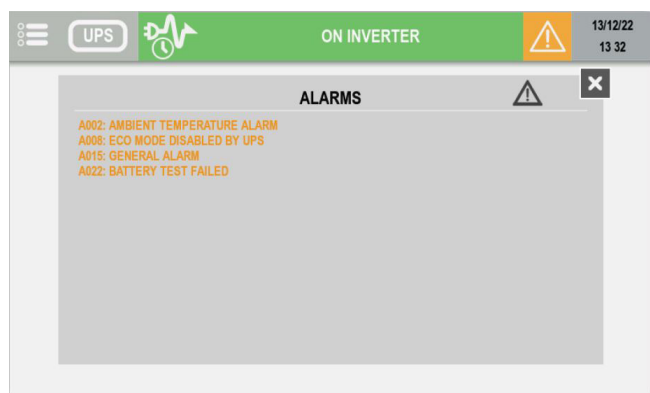 UPS
ON INVERTER
13/12/22
13 32
ALARMS
A002: AMBIENT TEMPERATURE ALARM
A008: ECO MODE DISABLED BY UPS
A015: GENERAL ALARM
A022: BATTERY TEST FAILED